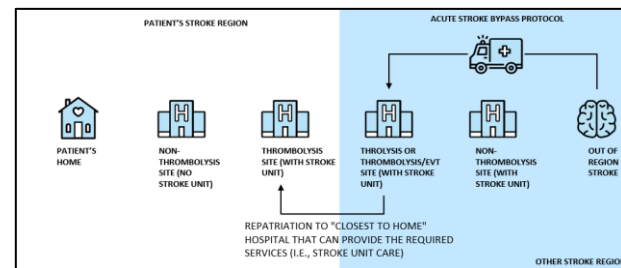 PATIENT'S STROKE REGION
ACUTE STROKE BYPASS PROTOCOL
PATIENT'S
HOME
NON-
THROMBOLYSIS
SITE (NO
STROKE UNIT)
THROMBOLYSIS
SITE (WITH STROKE
UNIT)
THROLYSIS OR
THROMBOLYSIS/EVT
SITE (WITH STROKE
UNIT)
NON-
THROMBOLYSIS
SITE (WITH
STROKE UNIT)
OUT OF
REGION
STROKE
REPATRIATION TO "CLOSEST TO HOME"
HOSPITAL THAT CAN PROVIDE THE REQUIRED
SERVICES (I.E., STROKE UNIT CARE)
OTHER STROKE REGION